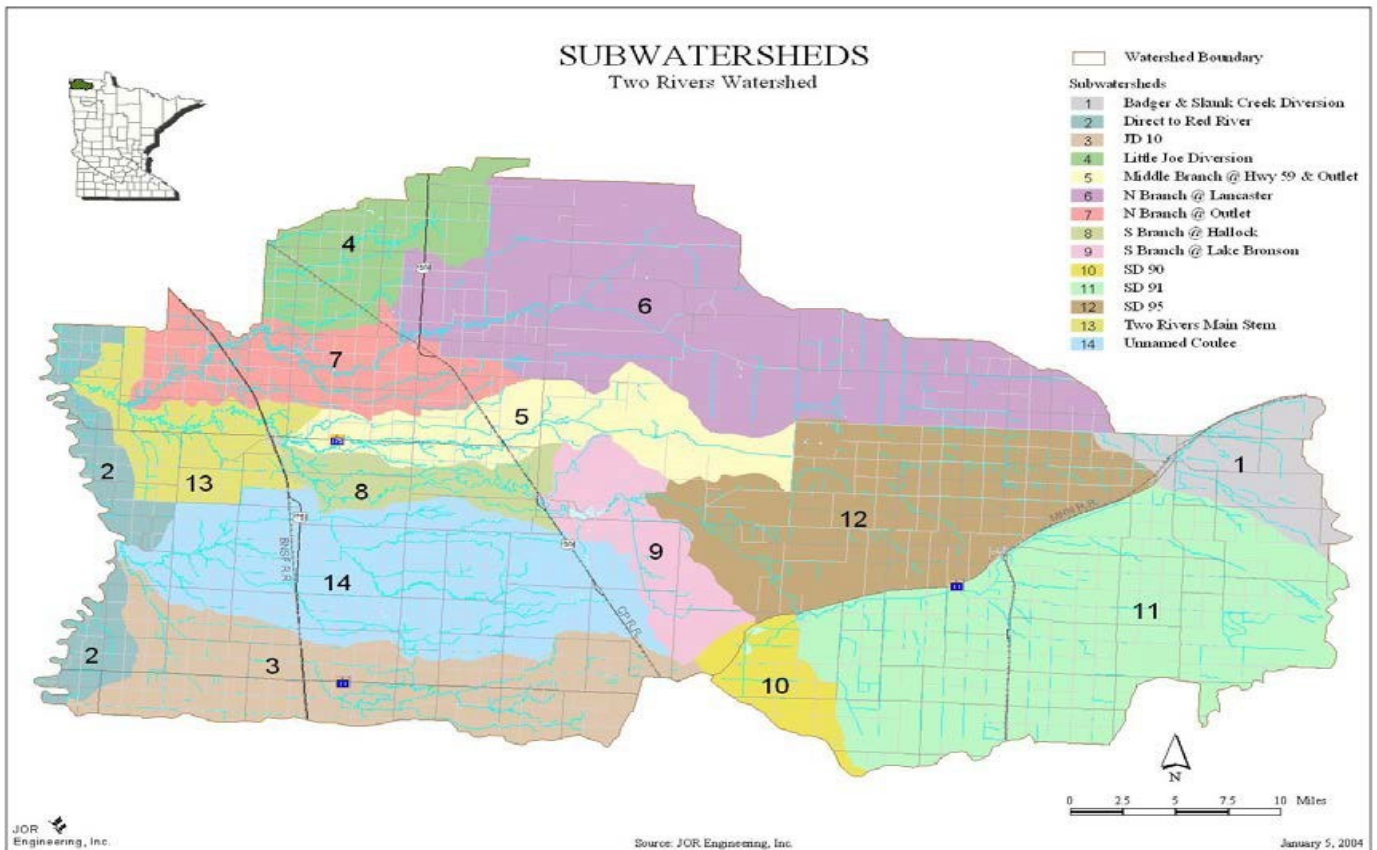 SUBWATERSHEDS
Two Rivers Watershed
Watershed Boundary
Subwatersheds
1 Badger & Skunk Creek Diversion
2 Direct to Red River
3 JD 10
4 Little Joe Diversion
5 Middle Branch @ Hwy 59 & Outlet
6 N Branch @ Lancaster
7 N Branch @ Outlet
8 S Branch @ Hallock
9 S Branch @ Lake Bronson
10 SD 90
11 SD 91
12 SD 95
13 Two Rivers Main Stem
14 Unnamed Coulee
4
6
7
5
2
13
8
12
1
9
14
11
2
3
10
BNSF R.R.
C.P.R.R.
11
11
N
0 2.5 5 7.5 10 Miles
JOR
Engineering, Inc.
Source: JOR Engineering, Inc.
January 5, 2004